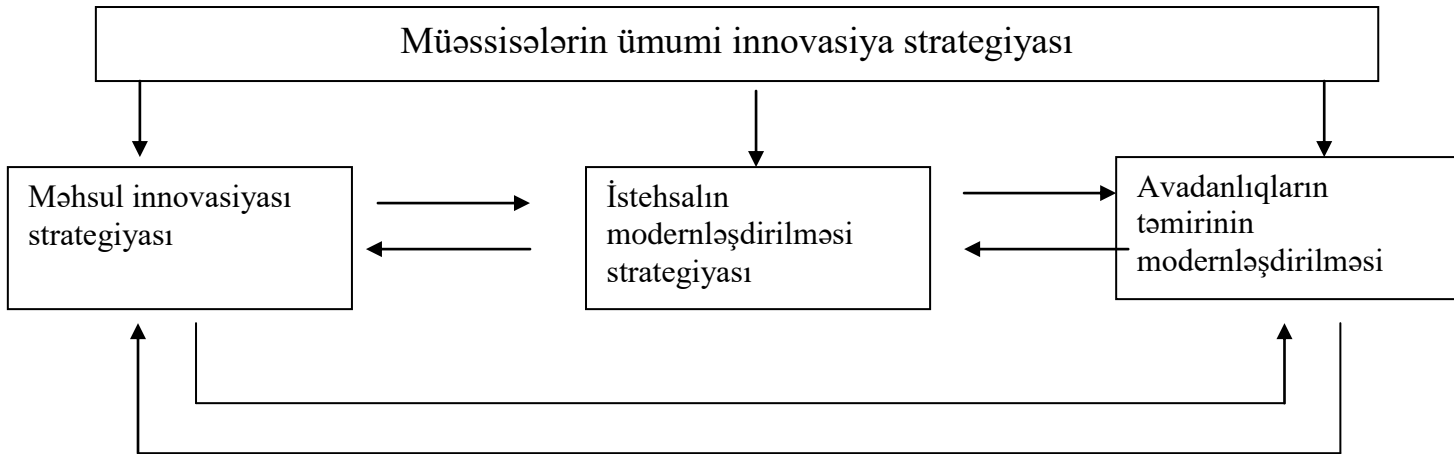 Müəssisələrin ümumi innovasiya strategiyası
Məhsul innovasiyası
strategiyası
İstehsalın
modernləşdirilməsi
strategiyası
Avadanlıqların
təmirinin
modernləşdirilməsi